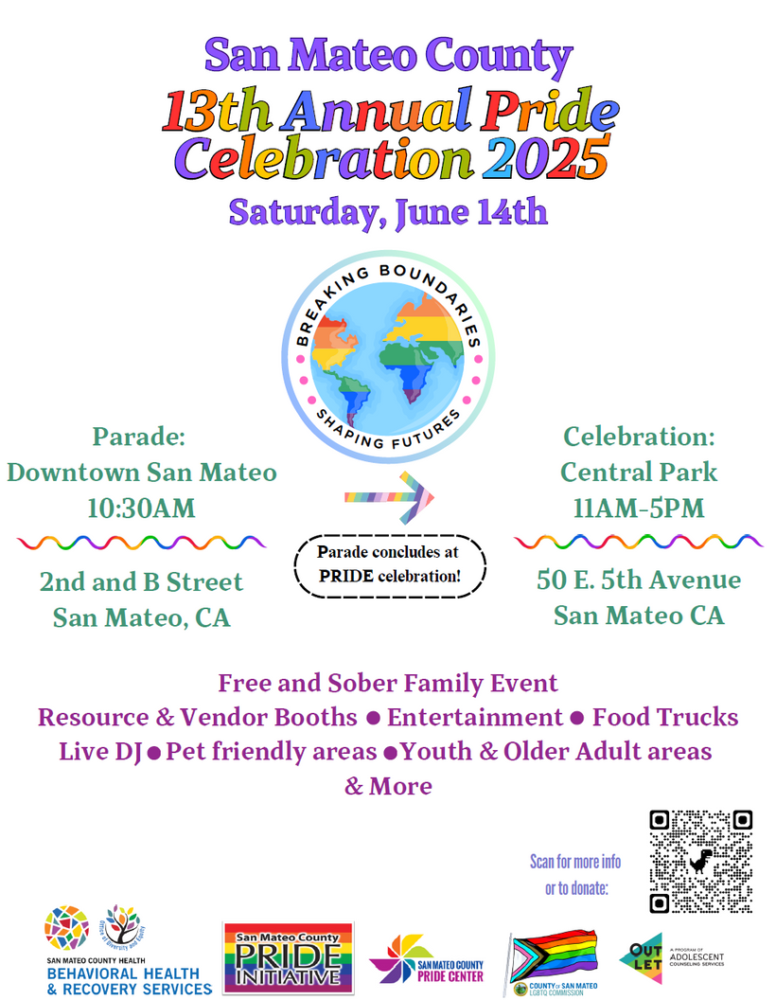 San Mateo County
13th Annual Pride
Celebration 2025
Saturday, June 14th
BREAKING BOUNDARIES
SHAPING FUTURES
Parade:
Downtown San Mateo
10:30AM
2nd and B Street
San Mateo, CA
Parade concludes at
PRIDE celebration!
Celebration:
Central Park
11AM-5PM
50 E. 5th Avenue
San Mateo CA
Free and Sober Family Event
Resource & Vendor Booths ● Entertainment ● Food Trucks
Live DJ ● Pet friendly areas ●Youth & Older Adult areas
& More
Scan for more info
or to donate:
Office of Diversity and Equity
SAN MATEO COUNTY HEALTH
BEHAVIORAL HEALTH
& RECOVERY SERVICES
San Mateo County
PRIDE
INITIATIVE
SAN MATEO COUNTY
PRIDE CENTER
COUNTY OF SAN MATEO
LGBTQ COMMISSION
OUT
LET
A PROGRAM OF
ADOLESCENT
COUNSELING SERVICES